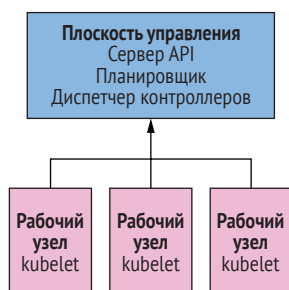 Плоскость управления
Сервер API
Планировщик
Диспетчер контроллеров
Рабочий
узел
kubelet
Рабочий
узел
kubelet
Рабочий
узел
kubelet